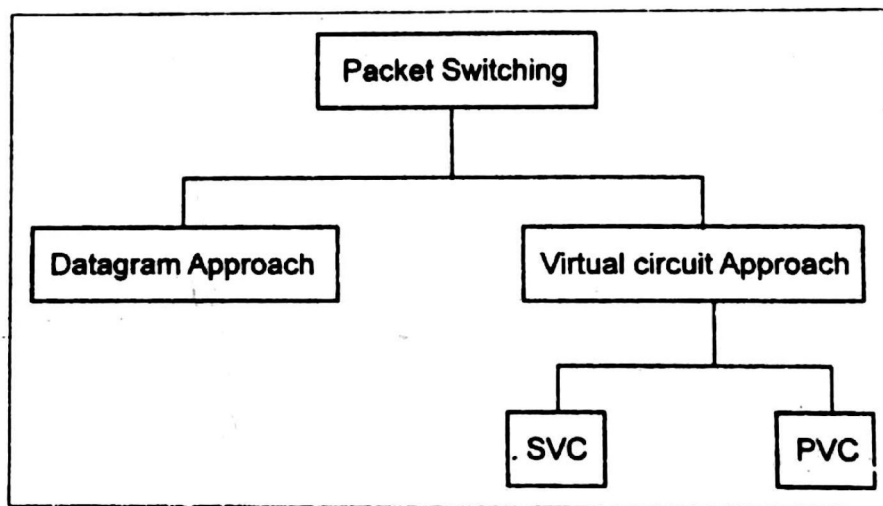 Packet Switching
Datagram Approach
Virtual circuit Approach
. SVC
PVC